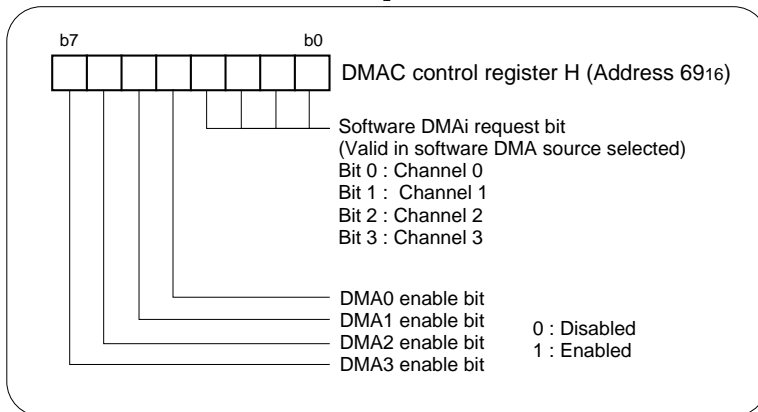 b7 b0
DMAC control register H (Address 6916)
Software DMAi request bit
(Valid in software DMA source selected)
Bit 0 : Channel 0
Bit 1 : Channel 1
Bit 2 : Channel 2
Bit 3 : Channel 3
DMA0 enable bit
DMA1 enable bit
DMA2 enable bit
DMA3 enable bit
0 : Disabled
1 : Enabled